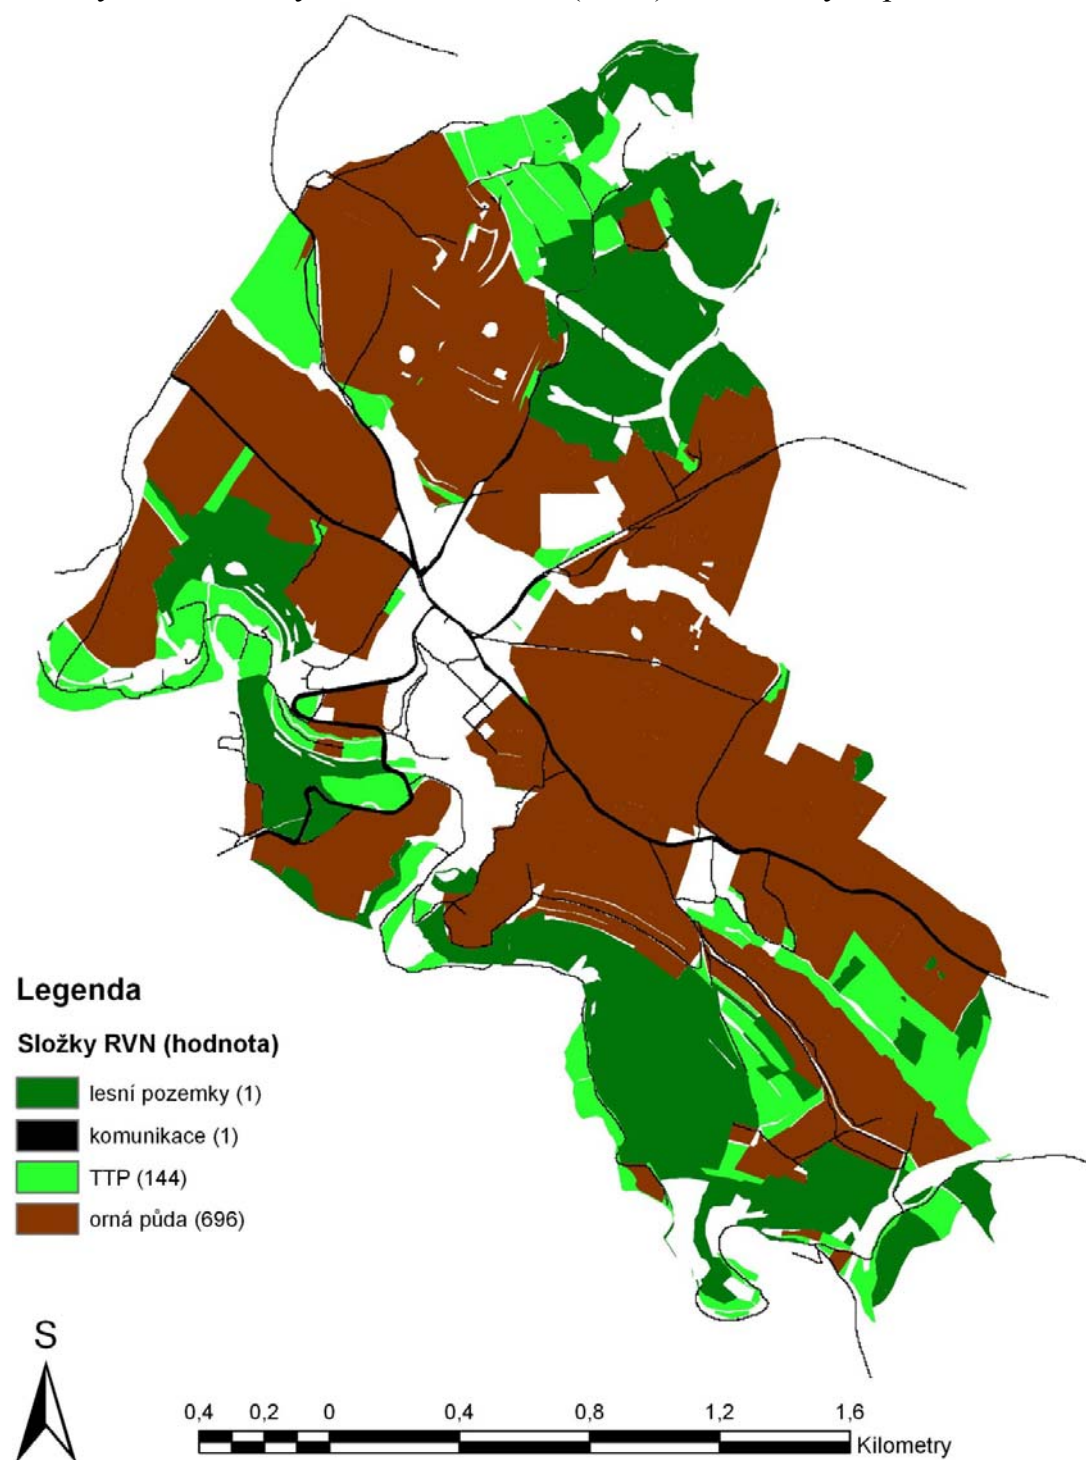 Legenda
Složky RVN (hodnota)
lesní pozemky (1)
komunikace (1)
TTP (144)
orná půda (696)
S
0,4 0,2 0 0,4 0,8 1,2 1,6
Kilometry